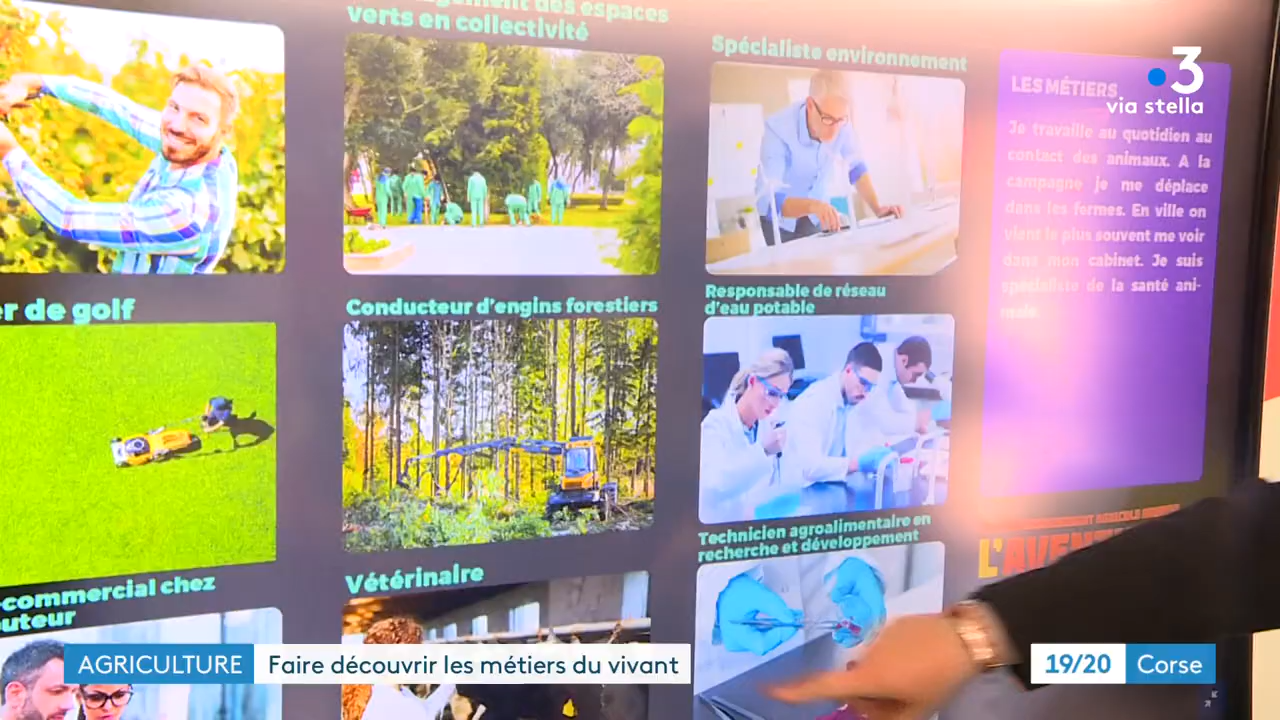 des espaces
verts en collectivité
Spécialiste environnement
LES MÉTIERS
Je travaille au quotidien au
contact des animaux. A la
campagne je me déplace
dans les fermes. En ville on
vient le plus souvent me voir
dans mon cabinet. Je suis
spécialiste de la santé ani-
male.
3
via stella
de golf
Conducteur d'engins forestiers
Responsable de réseau
d'eau potable
-commercial chez
Vétérinaire
Technicien agroalimentaire en
recherche et développement
AGRICOLE
AGRICULTURE
Faire découvrir les métiers du vivant
19/20
Corse